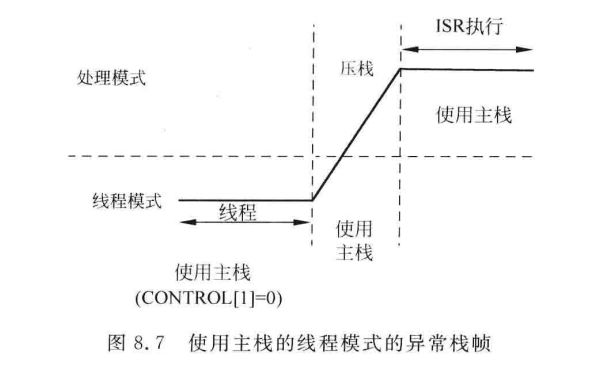 ISR执行
处理模式
压栈
使用主栈
线程模式
线程
使用
主栈
使用主栈
(CONTROL[1]=0)
图 8.7 使用主栈的线程模式的异常栈帧